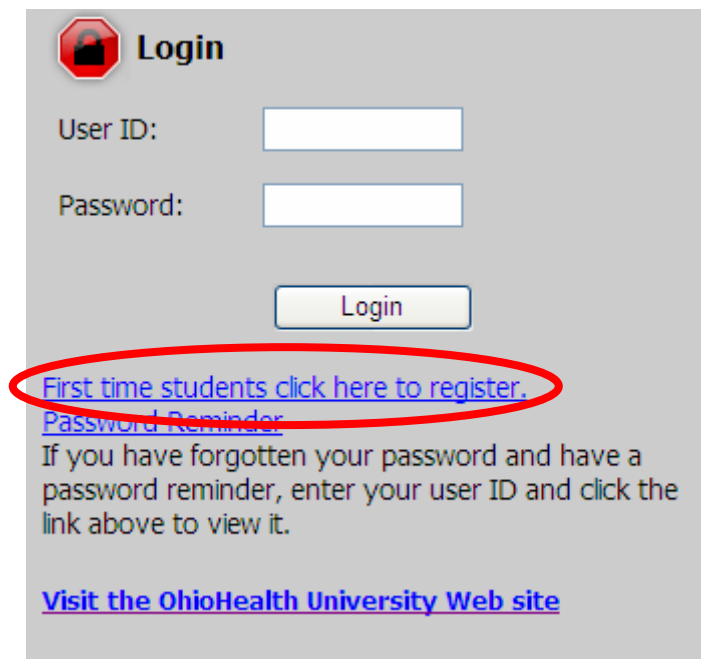 Login
User ID:
Password:
Login
First time students click here to register.
Password Reminder
If you have forgotten your password and have a
password reminder, enter your user ID and click the
link above to view it.
Visit the OhioHealth University Web site